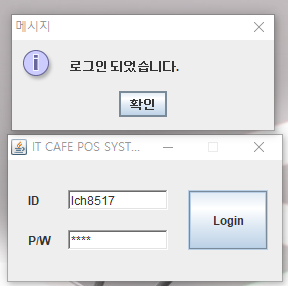 메시지
로그인 되었습니다.
확인
IT CAFE POS SYST...
ID
lch8517
Login
P/W
****